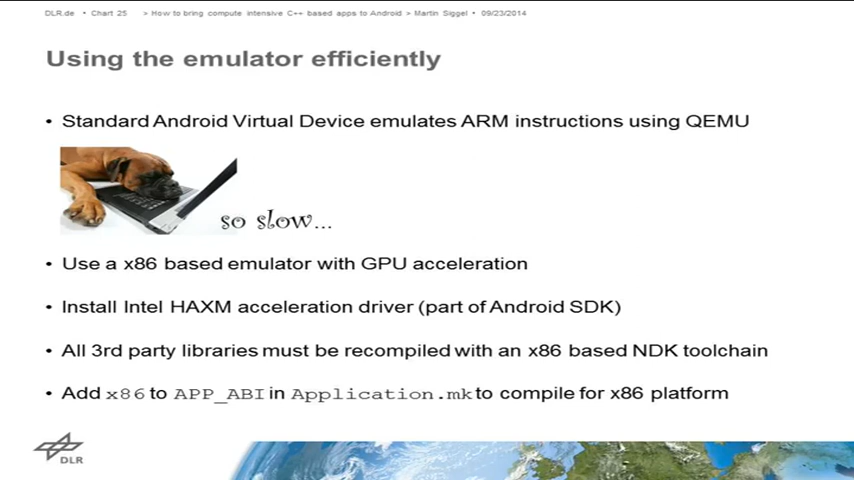 DLR.de • Chart 25 > How to bring compute intensive C++ based apps to Android > Martin Siggel • 09/23/2014
Using the emulator efficiently
• Standard Android Virtual Device emulates ARM instructions using QEMU
so slow...
• Use a x86 based emulator with GPU acceleration
• Install Intel HAXM acceleration driver (part of Android SDK)
• All 3rd party libraries must be recompiled with an x86 based NDK toolchain
• Add x86 to APP_ABI in Application.mk to compile for x86 platform
DLR